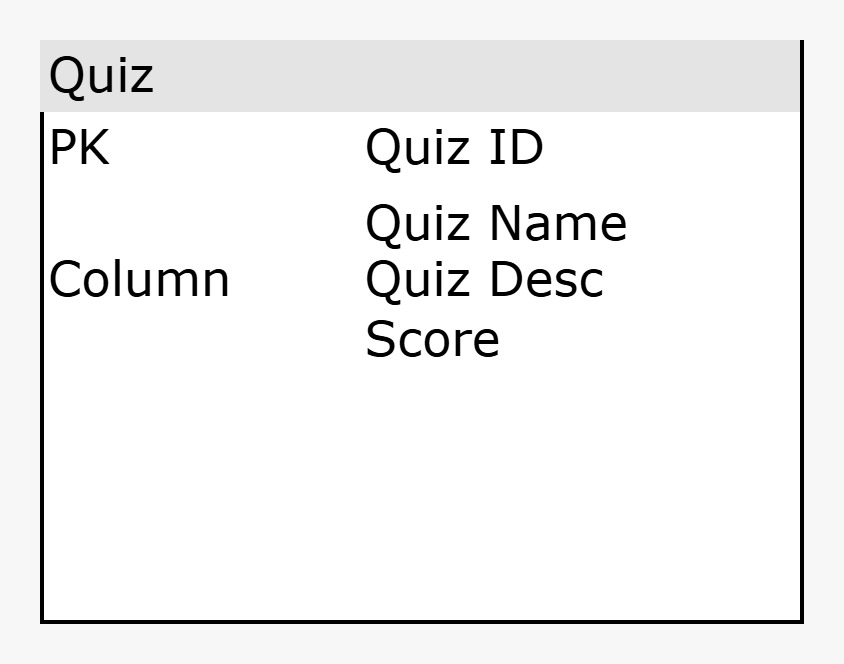 Quiz
PK Quiz ID
Quiz Name
Column Quiz Desc
Score